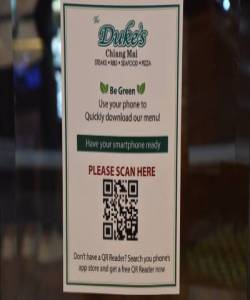 The
Duke's
Chiang Mai
STEAKS • RIBS • SEAFOOD • PIZZA
Be Green
Use your phone to
Quickly download our menu!
Have your smartphone ready
PLEASE SCAN HERE
Don't have a QR Reader? Search you phone's
app store and get a free QR Reader now